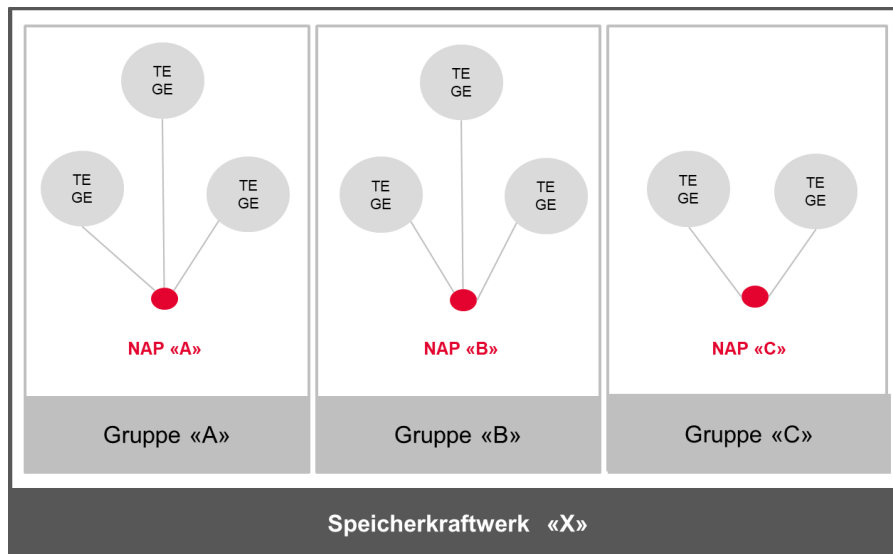 TE
GE
TE
GE
TE
GE
NAP «A»
Gruppe «A»
TE
GE
TE
GE
TE
GE
NAP «B»
Gruppe «B»
TE
GE
TE
GE
NAP «C»
Gruppe «C»
Speicherkraftwerk «X»